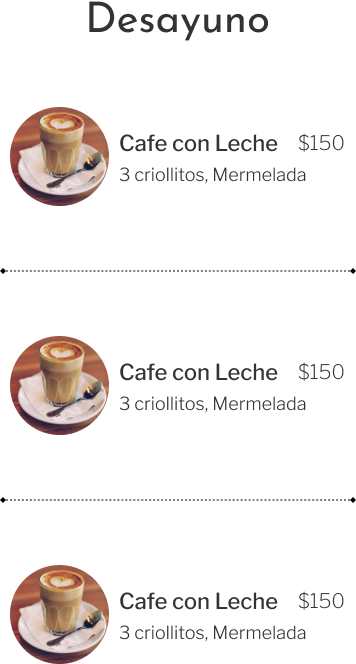 Desayuno
Cafe con Leche $150
3 criollitos, Mermelada
Cafe con Leche $150
3 criollitos, Mermelada
Cafe con Leche $150
3 criollitos, Mermelada